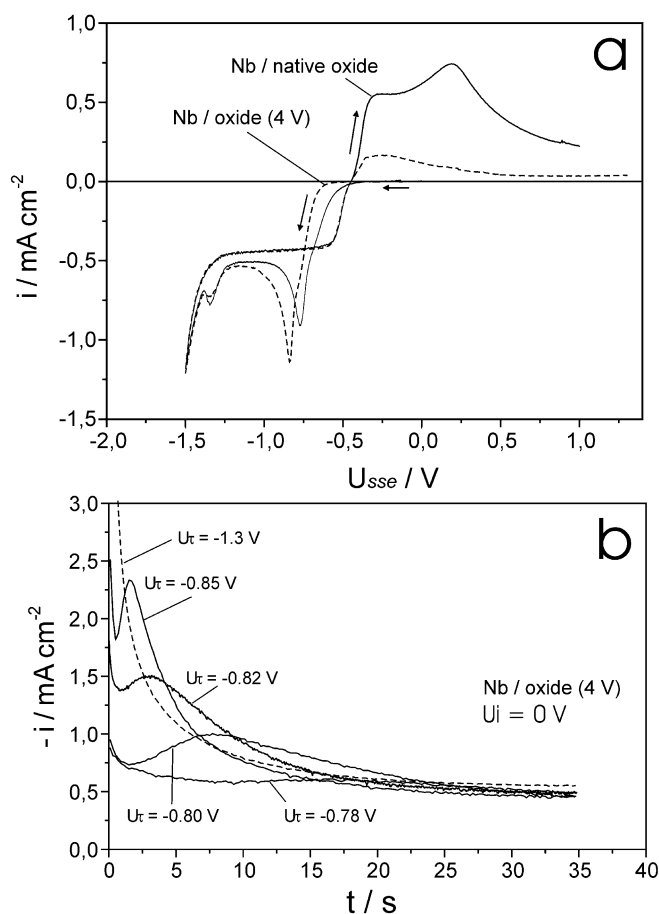 a
1,0
0,5
0,0
-0,5
-1,0
-1,5
i / mA cm-2
Nb / native oxide
Nb / oxide (4 V)
-2,0 -1,5 -1,0 -0,5 0,0 0,5 1,0
Usse / V
b
3,0
2,5
2,0
1,5
1,0
0,5
0,0
- i / mA cm-2
Uτ = -1.3 V
Uτ = -0.85 V
Uτ = -0.82 V
Nb / oxide (4 V)
Ui = 0 V
Uτ = -0.80 V
Uτ = -0.78 V
0 5 10 15 20 25 30 35 40
t / s